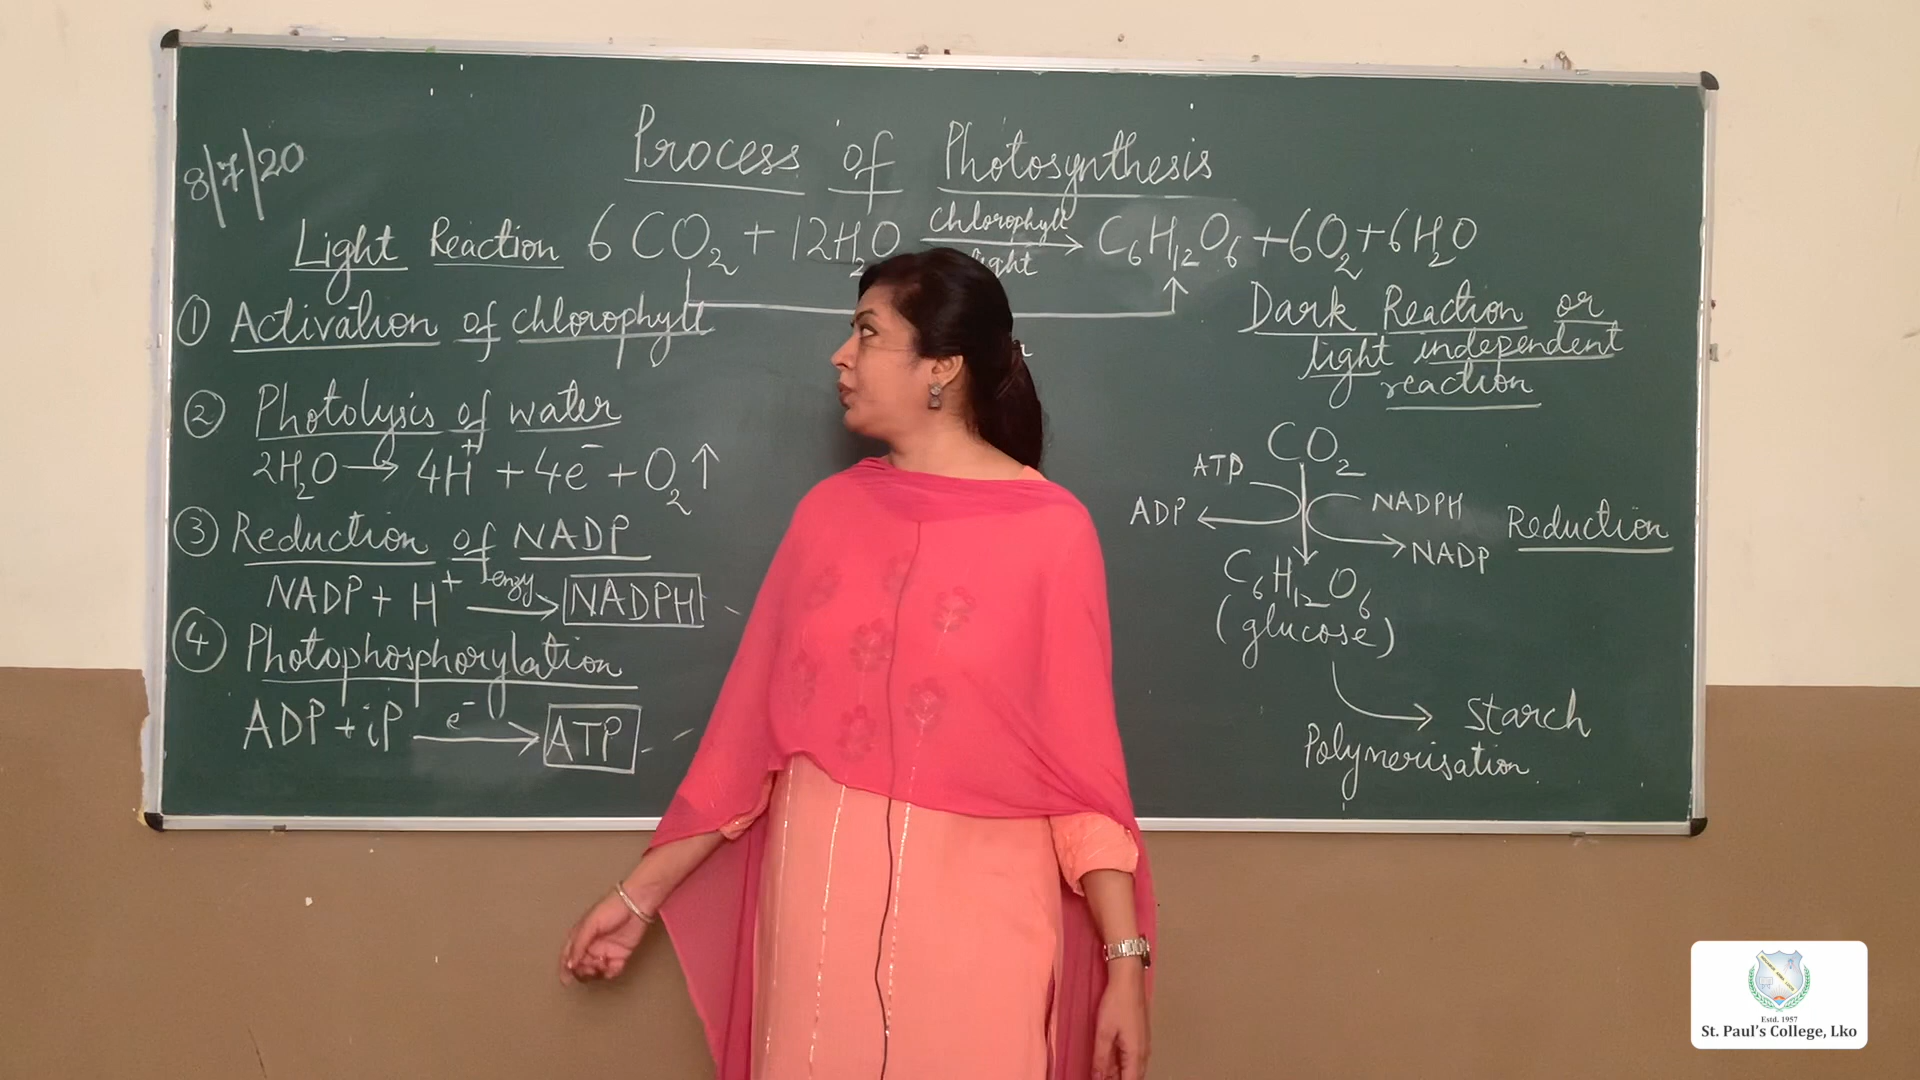 8/7/20
Process of Photosynthesis
Light Reaction 6 CO2 + 12H2O chlorophyll light → C6H12O6 + 6O2 + 6H2O
① Activation of chlorophyll
② Photolysis of water
2H2O → 4H+ + 4e- + O2↑
③ Reduction of NADP
NADP + H+ enzy → NADPH
④ Photophosphorylation
ADP + iP e- → ATP
Dark Reaction or
light independent
reaction
CO2
ATP
ADP
NADPH
NADP
Reduction
C6H12O6
(glucose)
Starch
Polymerisation
Estd. 1957
St. Paul's College, Lko